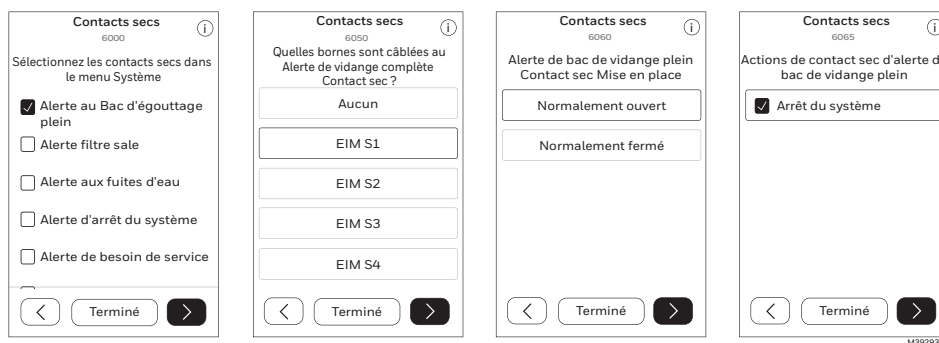 Contacts secs
6000
Sélectionnez les contacts secs dans
le menu Système
Alerte au Bac d'égouttage
plein
Alerte filtre sale
Alerte aux fuites d'eau
Alerte d'arrêt du système
Alerte de besoin de service
Terminé
Contacts secs
6050
Quelles bornes sont câblées au
Alerte de vidange complète
Contact sec ?
Aucun
EIM S1
EIM S2
EIM S3
EIM S4
Terminé
Contacts secs
6060
Alerte de bac de vidange plein
Contact sec Mise en place
Normalement ouvert
Normalement fermé
Terminé
Contacts secs
6065
Actions de contact sec d'alerte d
bac de vidange plein
Arrêt du système
Terminé
M39293